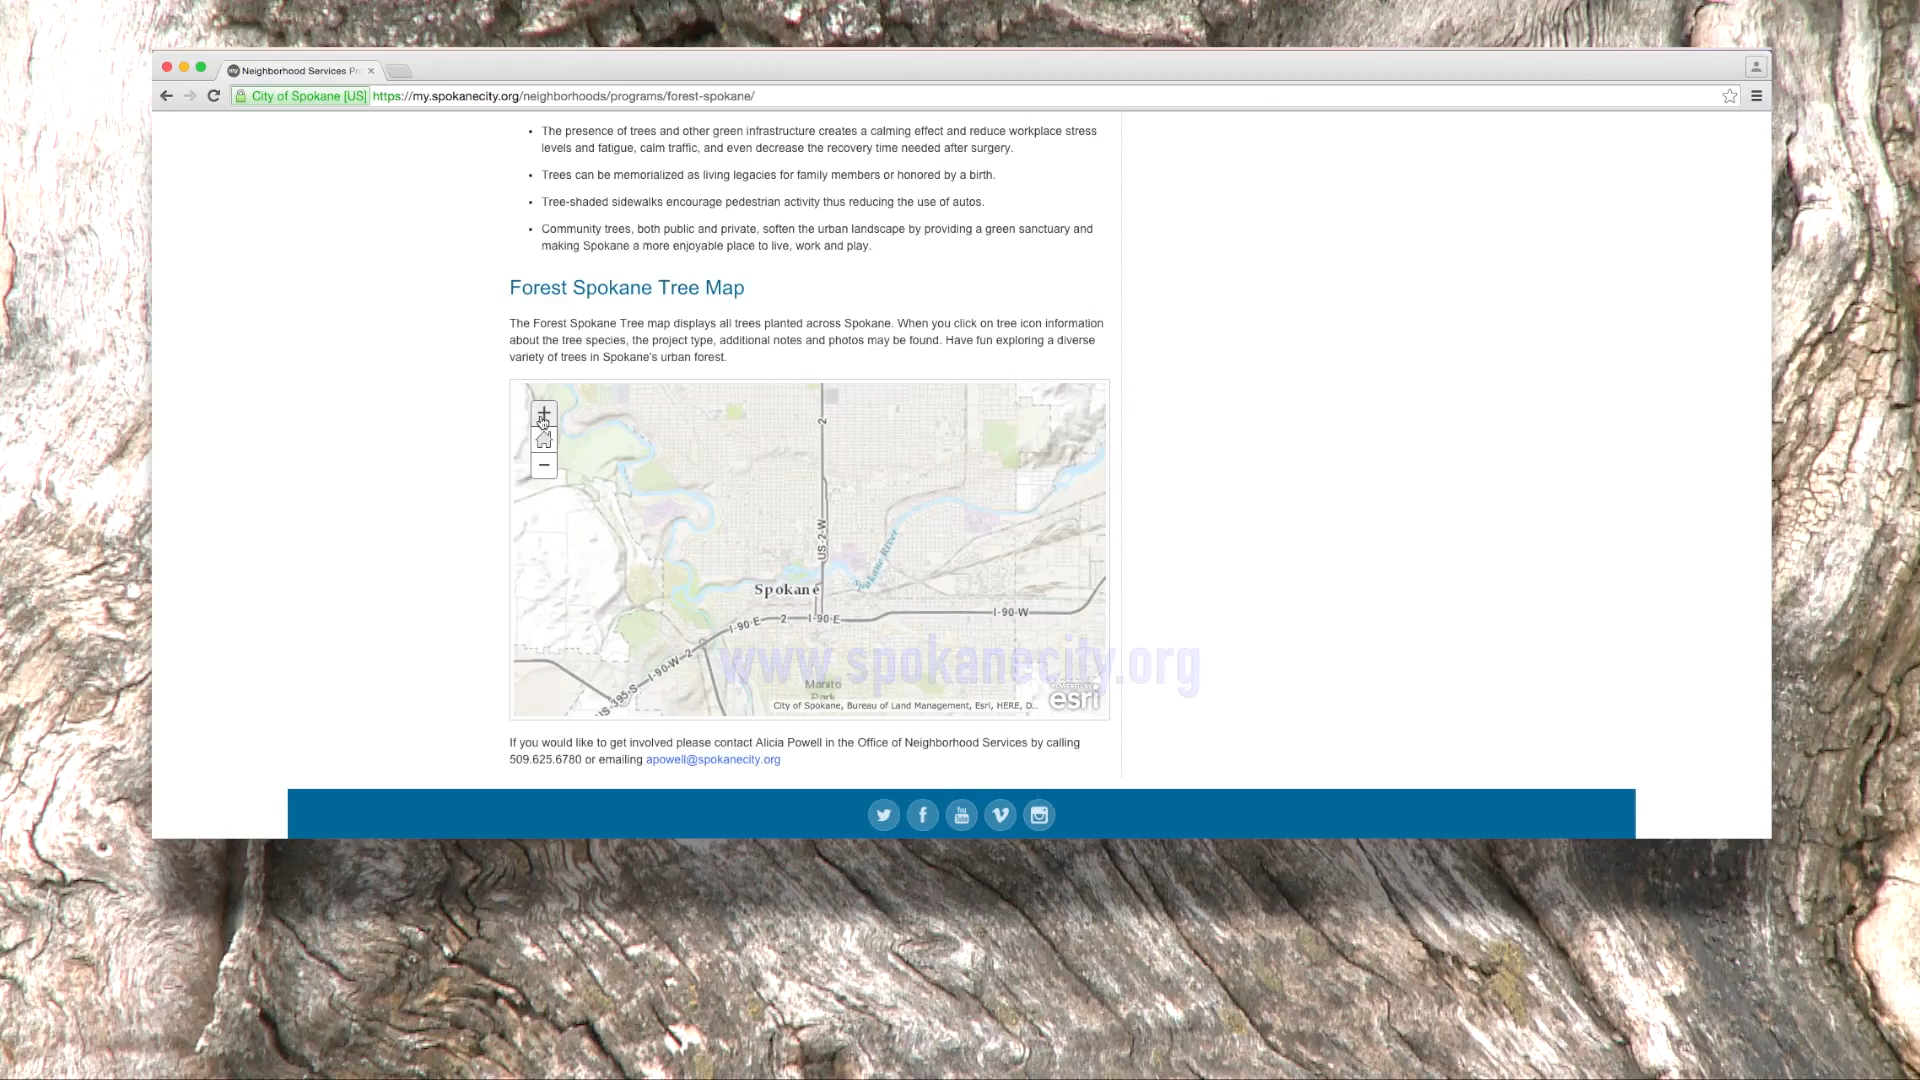 Neighborhood Services Pr
City of Spokane [US] https://my.spokanecity.org/neighborhoods/programs/forest-spokane/
• The presence of trees and other green infrastructure creates a calming effect and reduce workplace stress
levels and fatigue, calm traffic, and even decrease the recovery time needed after surgery.
• Trees can be memorialized as living legacies for family members or honored by a birth.
• Tree-shaded sidewalks encourage pedestrian activity thus reducing the use of autos.
• Community trees, both public and private, soften the urban landscape by providing a green sanctuary and
making Spokane a more enjoyable place to live, work and play.
Forest Spokane Tree Map
The Forest Spokane Tree map displays all trees planted across Spokane. When you click on tree icon information
about the tree species, the project type, additional notes and photos may be found. Have fun exploring a diverse
variety of trees in Spokane's urban forest.
2
US-2-W
Spokane River
Spokane
I-90-W
I-90-E 2 I-90-E
I-90-W-2
US-395-S
www.spokanecity.org
Manito
Park
POWERED BY
esri
City of Spokane, Bureau of Land Management, Esri, HERE, D...
If you would like to get involved please contact Alicia Powell in the Office of Neighborhood Services by calling
509.625.6780 or emailing apowell@spokanecity.org